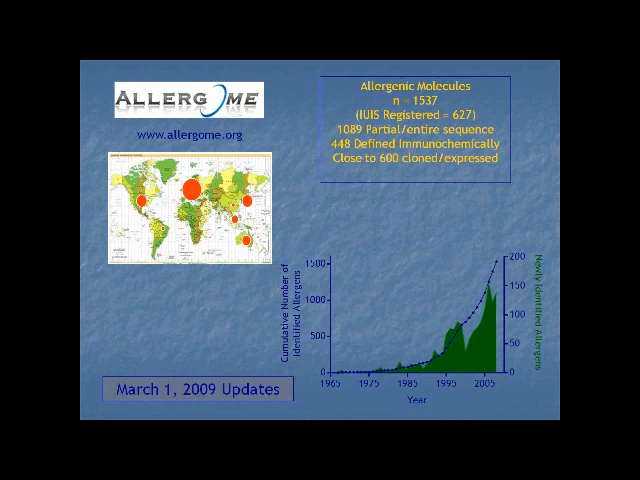 ALLERGOME
www.allergome.org
Allergenic Molecules
n = 1537
(IUIS Registered = 627)
1089 Partial/entire sequence
448 Defined Immunochemically
Close to 600 cloned/expressed
Cumulative Number of
Identified Allergens
1500
1000
500
0
200
150
100
50
0
Newly Identified Allergens
1965 1975 1985 1995 2005
Year
March 1, 2009 Updates